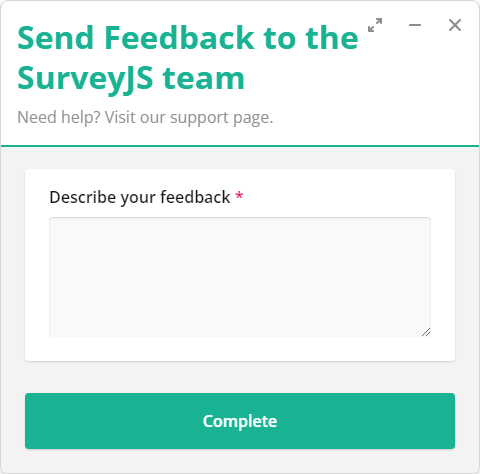 Send Feedback to the
SurveyJS team
Need help? Visit our support page.
Describe your feedback *
Complete